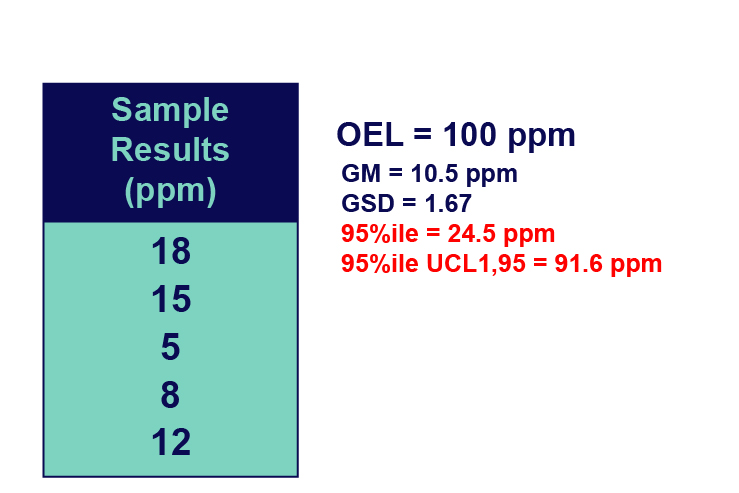 Sample
Results
(ppm)
18
15
5
8
12
OEL = 100 ppm
GM = 10.5 ppm
GSD = 1.67
95%ile = 24.5 ppm
95%ile UCL1,95 = 91.6 ppm